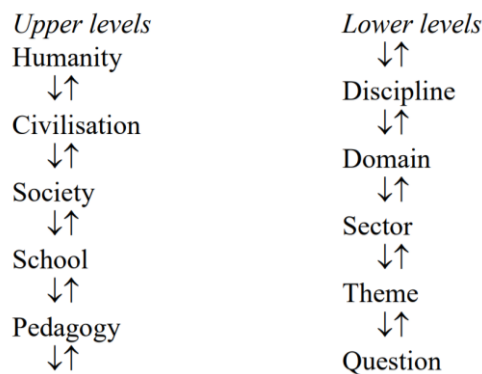 Upper levels
Humanity
↓↑
Civilisation
↓↑
Society
↓↑
School
↓↑
Pedagogy
↓↑
Lower levels
↓↑
Discipline
↓↑
Domain
↓↑
Sector
↓↑
Theme
↓↑
Question